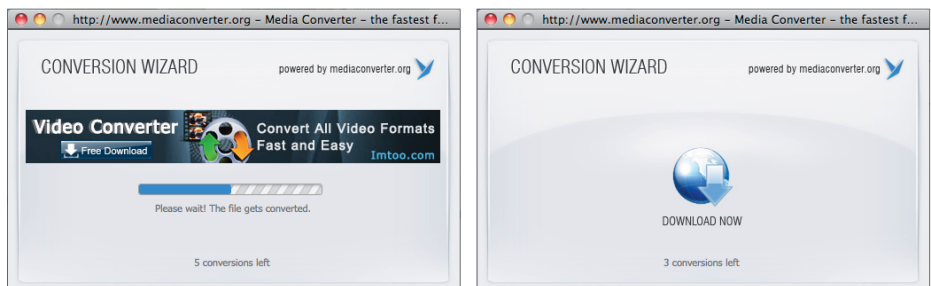 http://www.mediaconverter.org – Media Converter – the fastest f...
CONVERSION WIZARD
powered by mediaconverter.org
Video Converter
Free Download
Convert All Video Formats
Fast and Easy
Imtoo.com
Please wait! The file gets converted.
5 conversions left
http://www.mediaconverter.org – Media Converter – the fastest f...
CONVERSION WIZARD
powered by mediaconverter.org
DOWNLOAD NOW
3 conversions left